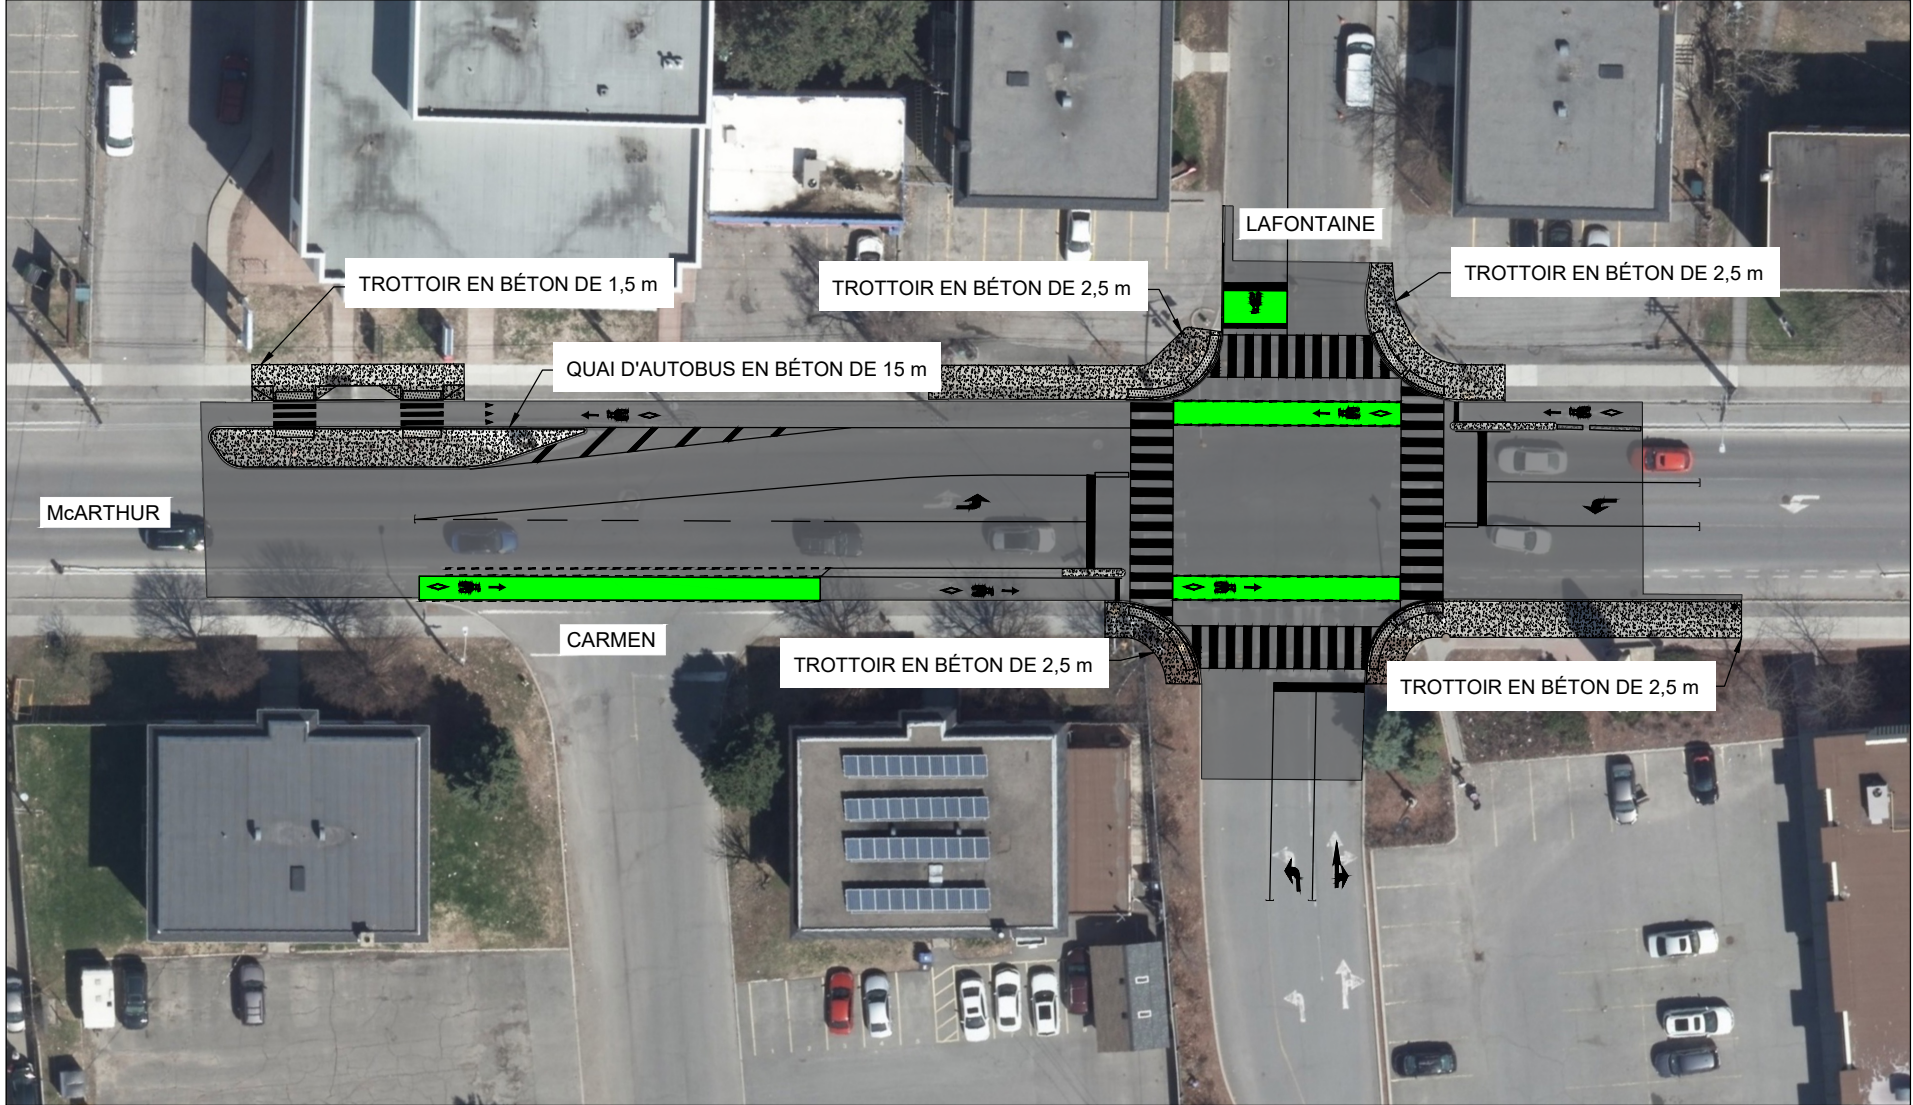 LAFONTAINE
TROTTOIR EN BÉTON DE 1,5 m
TROTTOIR EN BÉTON DE 2,5 m
TROTTOIR EN BÉTON DE 2,5 m
QUAI D'AUTOBUS EN BÉTON DE 15 m
McARTHUR
CARMEN
TROTTOIR EN BÉTON DE 2,5 m
TROTTOIR EN BÉTON DE 2,5 m